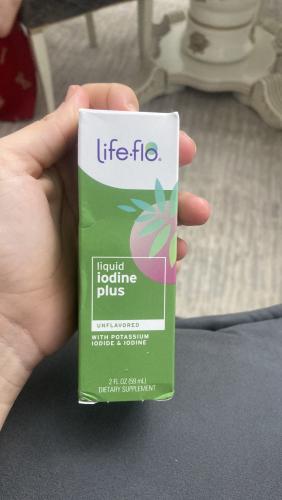 life-flo®
liquid
iodine
plus
UNFLAVORED
WITH POTASSIUM
IODIDE & IODINE
2 FL OZ (59 mL)
DIETARY SUPPLEMENT